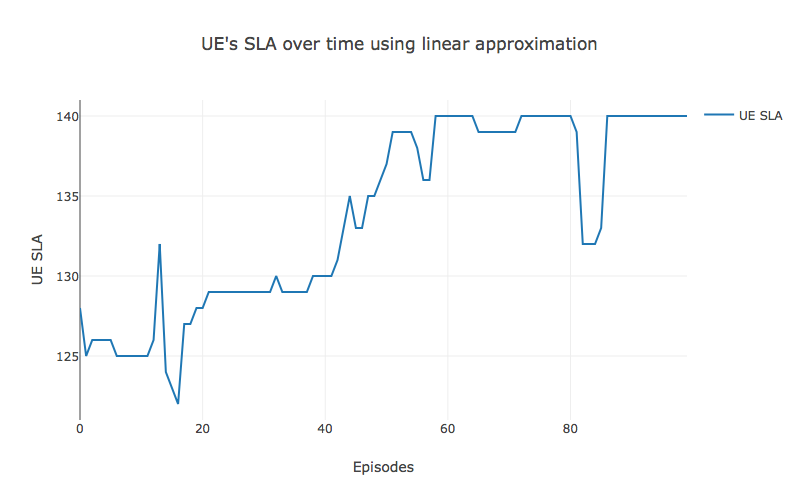 UE's SLA over time using linear approximation
UE SLA
140
135
130
125
UE SLA
0 20 40 60 80
Episodes